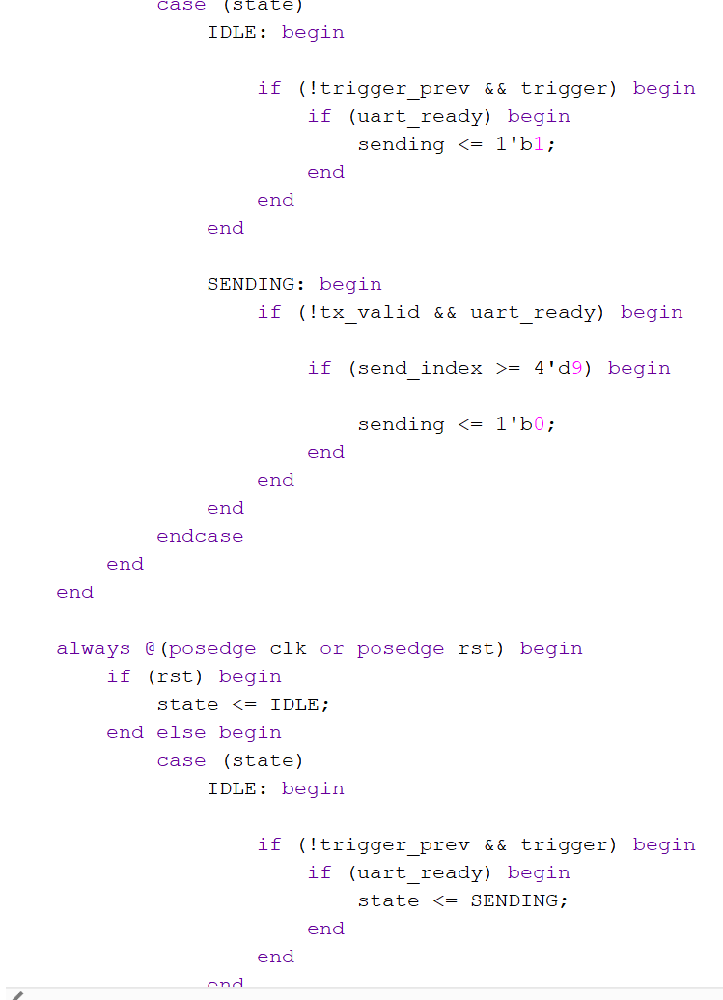 case (state)
IDLE: begin
if (!trigger_prev && trigger) begin
if (uart_ready) begin
sending <= 1'b1;
end
end
end
SENDING: begin
if (!tx_valid && uart_ready) begin
if (send_index >= 4'd9) begin
sending <= 1'b0;
end
end
end
endcase
end
end
always @(posedge clk or posedge rst) begin
if (rst) begin
state <= IDLE;
end else begin
case (state)
IDLE: begin
if (!trigger_prev && trigger) begin
if (uart_ready) begin
state <= SENDING;
end
end
end